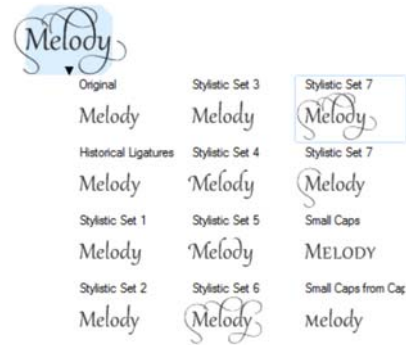 Melody
Original Stylistic Set 3 Stylistic Set 7
Melody Melody Melody
Historical Ligatures Stylistic Set 4 Stylistic Set 7
Melody Melody Melody
Stylistic Set 1 Stylistic Set 5 Small Caps
Melody Melody MELODY
Stylistic Set 2 Stylistic Set 6 Small Caps from Cap
Melody Melody Melody